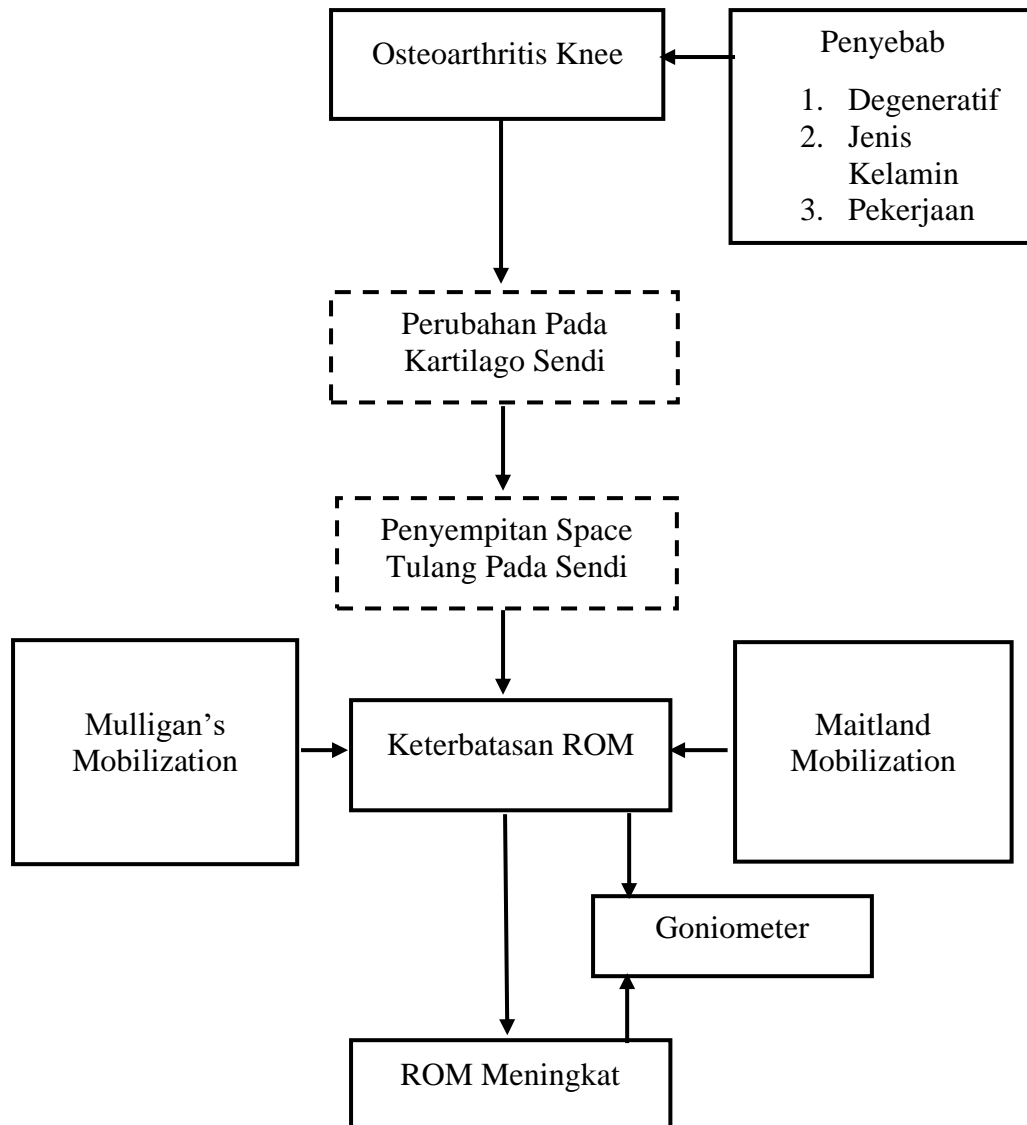 Osteoarthritis Knee
Penyebab
1. Degeneratif
2. Jenis
Kelamin
3. Pekerjaan
Perubahan Pada
Kartilago Sendi
Penyempitan Space
Tulang Pada Sendi
Mulligan’s
Mobilization
Keterbatasan ROM
Maitland
Mobilization
Goniometer
ROM Meningkat